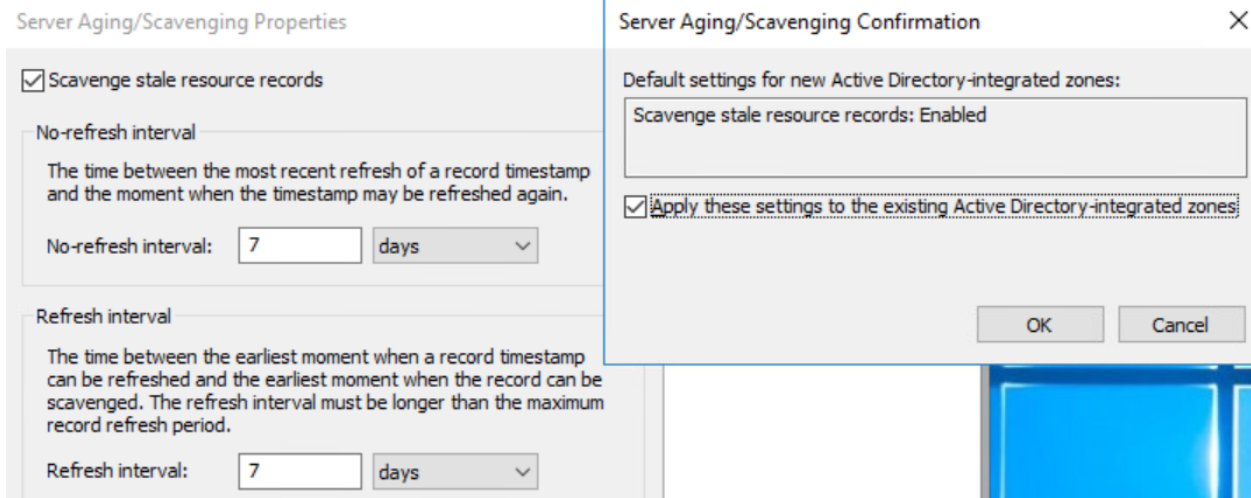 Server Aging/Scavenging Properties
Scavenge stale resource records
No-refresh interval
The time between the most recent refresh of a record timestamp
and the moment when the timestamp may be refreshed again.
No-refresh interval: 7 days
Refresh interval
The time between the earliest moment when a record timestamp
can be refreshed and the earliest moment when the record can be
scavenged. The refresh interval must be longer than the maximum
record refresh period.
Refresh interval: 7 days
Server Aging/Scavenging Confirmation
Default settings for new Active Directory-integrated zones:
Scavenge stale resource records: Enabled
Apply these settings to the existing Active Directory-integrated zones
OK Cancel